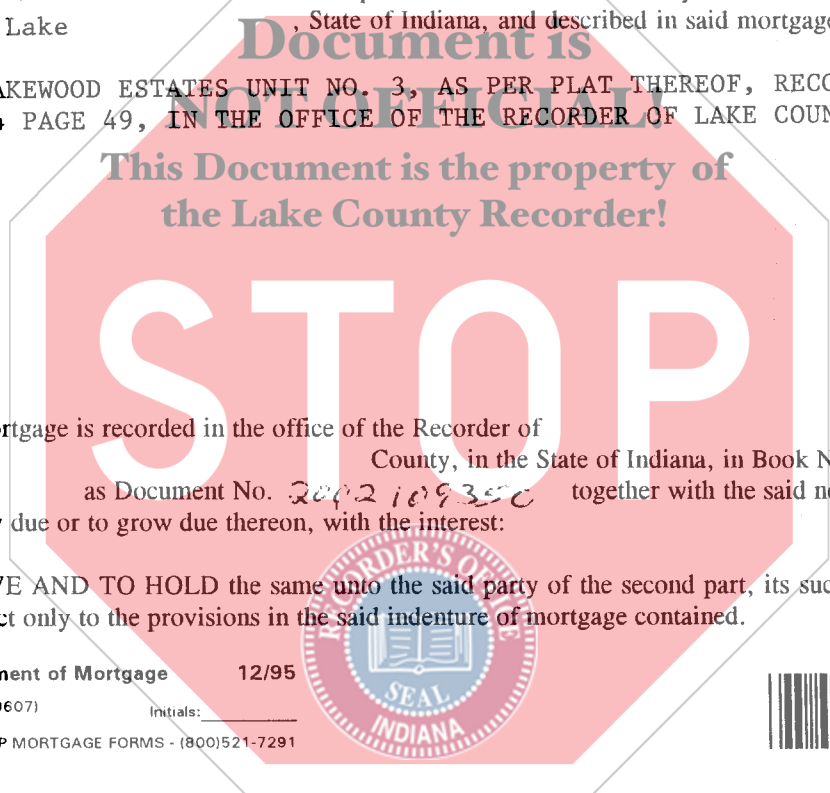 Lake , State of Indiana, and described in said mortgage
Document is
AKEWOOD ESTATES UNIT NO. 3, AS PER PLAT THEREOF, RECO
NOT OFFICIAL!
PAGE 49, IN THE OFFICE OF THE RECORDER OF LAKE COUN
This Document is the property of
the Lake County Recorder!
STOP
rtgage is recorded in the office of the Recorder of
County, in the State of Indiana, in Book N
as Document No. together with the said n
due or to grow due thereon, with the interest:
VE AND TO HOLD the same unto the said party of the second part, its suc
ct only to the provisions in the said indenture of mortgage contained.
RECORDER'S OFFICE
SEAL
INDIANA
ment of Mortgage 12/95
0607) Initials:
P MORTGAGE FORMS - (800)521-7291